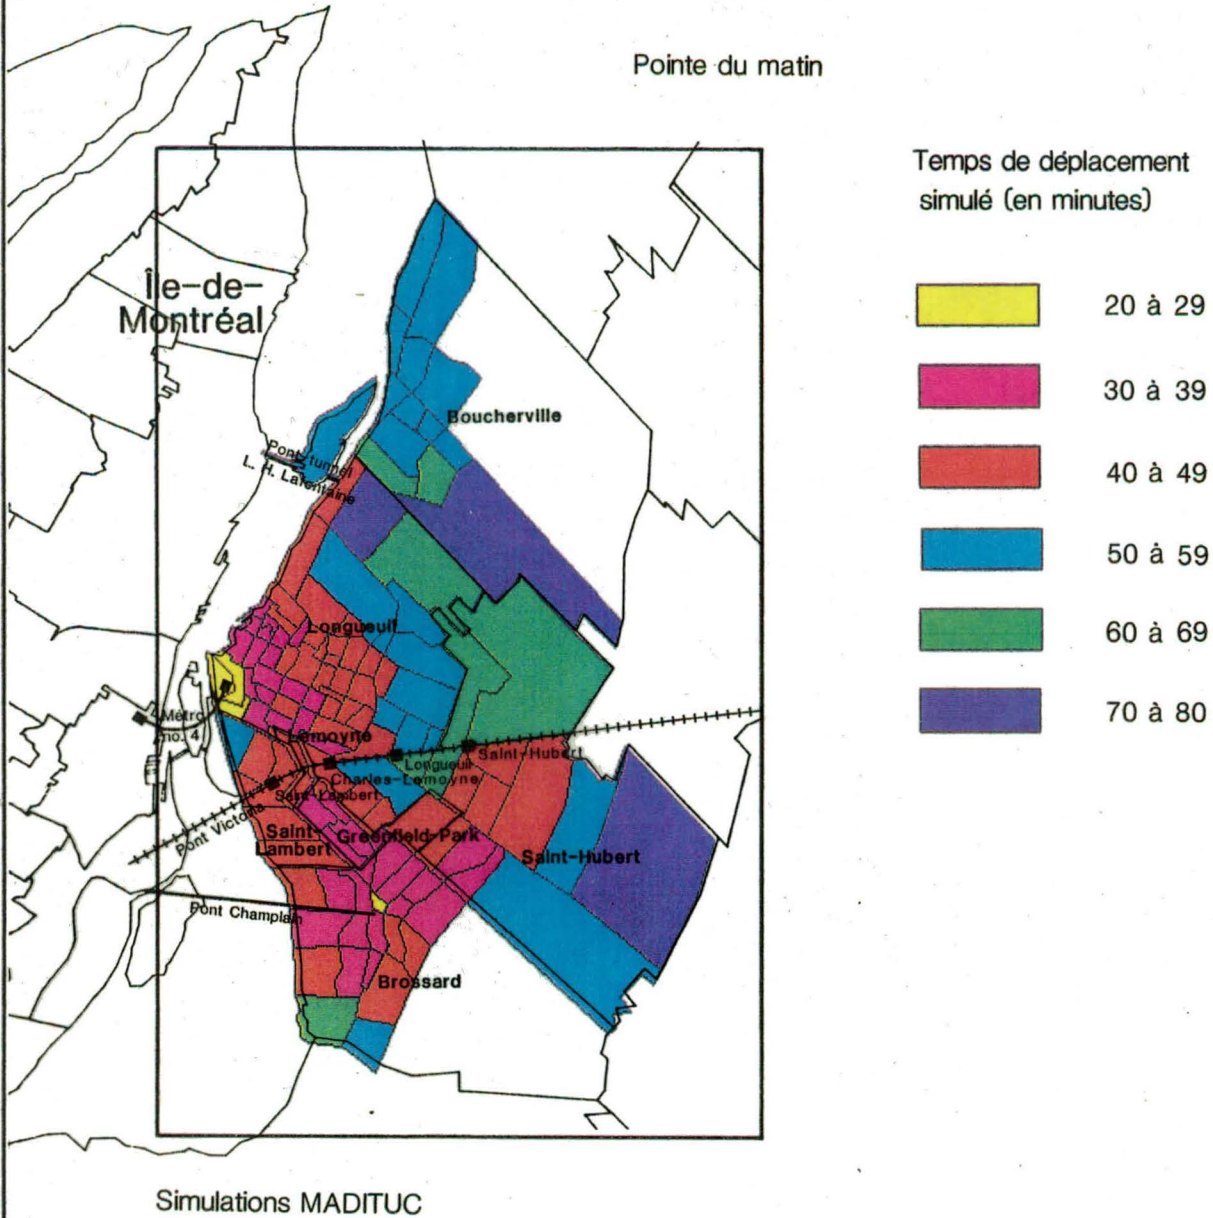 Pointe du matin
Temps de déplacement
simulé (en minutes)
20 à 29
30 à 39
40 à 49
50 à 59
60 à 69
70 à 80
Île-de-
Montréal
Boucherville
Pont-tunnel
L. H. Lafontaine
Longueuil
Métro
no. 4
Lemoyne
Saint-Hubert
Longueuil
Charles-Lemoyne
Saint-Lambert
Pont Victoria
Saint-
Lambert
Greenfield-Park
Saint-Hubert
Pont Champlain
Brossard
Simulations MADITUC